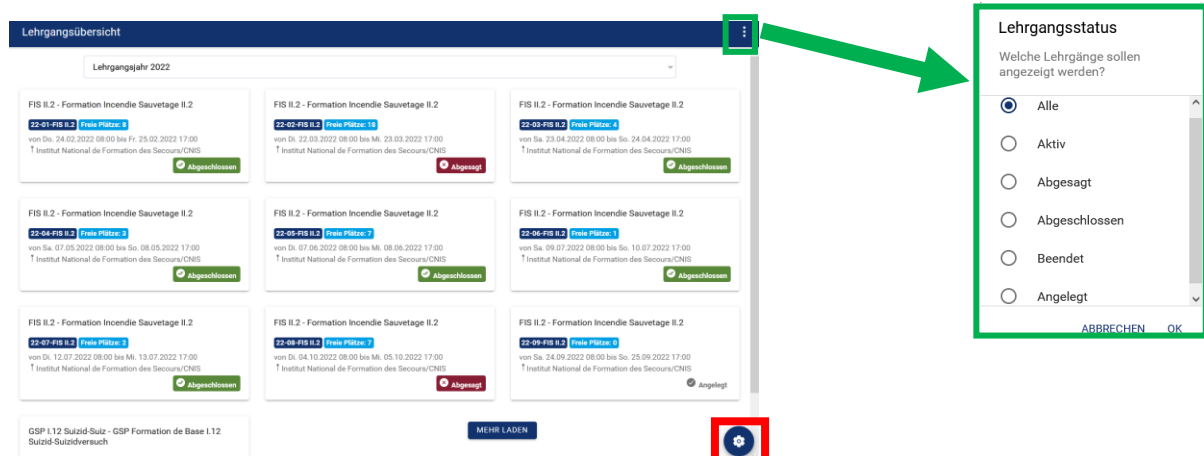 Lehrgangsübersicht
Lehrgangsjahr 2022
FIS II.2 - Formation Incendie Sauvetage II.2
22-01-FIS II.2 Freie Plätze: 8
von Do. 24.02.2022 08:00 bis Fr. 25.02.2022 17:00
Institut National de Formation des Secours/CNIS
Abgeschlossen
FIS II.2 - Formation Incendie Sauvetage II.2
22-02-FIS II.2 Freie Plätze: 18
von Di. 22.03.2022 08:00 bis Mi. 23.03.2022 17:00
Institut National de Formation des Secours/CNIS
Abgesagt
FIS II.2 - Formation Incendie Sauvetage II.2
22-03-FIS II.2 Freie Plätze: 4
von Sa. 23.04.2022 08:00 bis So. 24.04.2022 17:00
Institut National de Formation des Secours/CNIS
Abgeschlossen
FIS II.2 - Formation Incendie Sauvetage II.2
22-04-FIS II.2 Freie Plätze: 3
von Sa. 07.05.2022 08:00 bis So. 08.05.2022 17:00
Institut National de Formation des Secours/CNIS
Abgeschlossen
FIS II.2 - Formation Incendie Sauvetage II.2
22-05-FIS II.2 Freie Plätze: 7
von Di. 07.06.2022 08:00 bis Mi. 08.06.2022 17:00
Institut National de Formation des Secours/CNIS
Abgeschlossen
FIS II.2 - Formation Incendie Sauvetage II.2
22-06-FIS II.2 Freie Plätze: 1
von Sa. 09.07.2022 08:00 bis So. 10.07.2022 17:00
Institut National de Formation des Secours/CNIS
Abgeschlossen
FIS II.2 - Formation Incendie Sauvetage II.2
22-07-FIS II.2 Freie Plätze: 2
von Di. 12.07.2022 08:00 bis Mi. 13.07.2022 17:00
Institut National de Formation des Secours/CNIS
Abgeschlossen
FIS II.2 - Formation Incendie Sauvetage II.2
22-08-FIS II.2 Freie Plätze: 7
von Di. 04.10.2022 08:00 bis Mi. 05.10.2022 17:00
Institut National de Formation des Secours/CNIS
Abgesagt
FIS II.2 - Formation Incendie Sauvetage II.2
22-09-FIS II.2 Freie Plätze: 0
von Sa. 24.09.2022 08:00 bis So. 25.09.2022 17:00
Institut National de Formation des Secours/CNIS
Angelegt
GSP I.12 Suizid-Suiz - GSP Formation de Base I.12
Suizid-Suizidversuch
MEHR LADEN
Lehrgangsstatus
Welche Lehrgänge sollen
angezeigt werden?
Alle
Aktiv
Abgesagt
Abgeschlossen
Beendet
Angelegt
ABBRECHEN OK